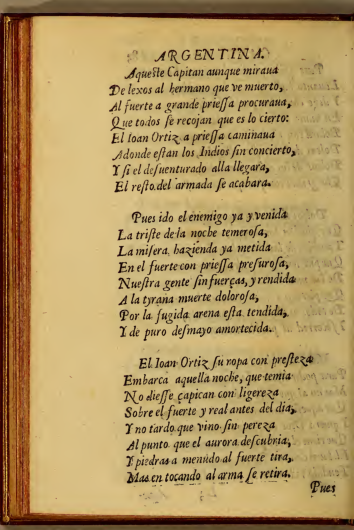 ARGENTINA.
Aqueste Capitan aunque miraua
De lexos al hermano que ve muerto,
Al fuerte a grande priessa procuraua,
Que todos se recojan que es lo cierto:
El Ioan Ortiz a priessa caminaua
Adonde estan los Indios sin concierto,
Y si el desuenturado alla llegara,
El resto del armada se acabara.
Pues ido el enemigo ya y venida
La triste de la noche temerosa,
La misera hazienda ya metida
En el fuerte con priessa presurosa,
Nuestra gente sin fuerças, y rendida
A la tyrana muerte dolorosa,
Por la sugida arena esta tendida,
Y de puro desmayo amortecida.
El Ioan Ortiz su ropa con presteza
Embarca aquella noche, que temia
No diesse çapican con ligereza
Sobre el fuerte y real antes del dia,
Y no tardo que vino sin pereza
Al punto que el aurora descubria,
Y piedras a menudo al fuerte tira,
Mas en tocando al arma se retira.
Pues